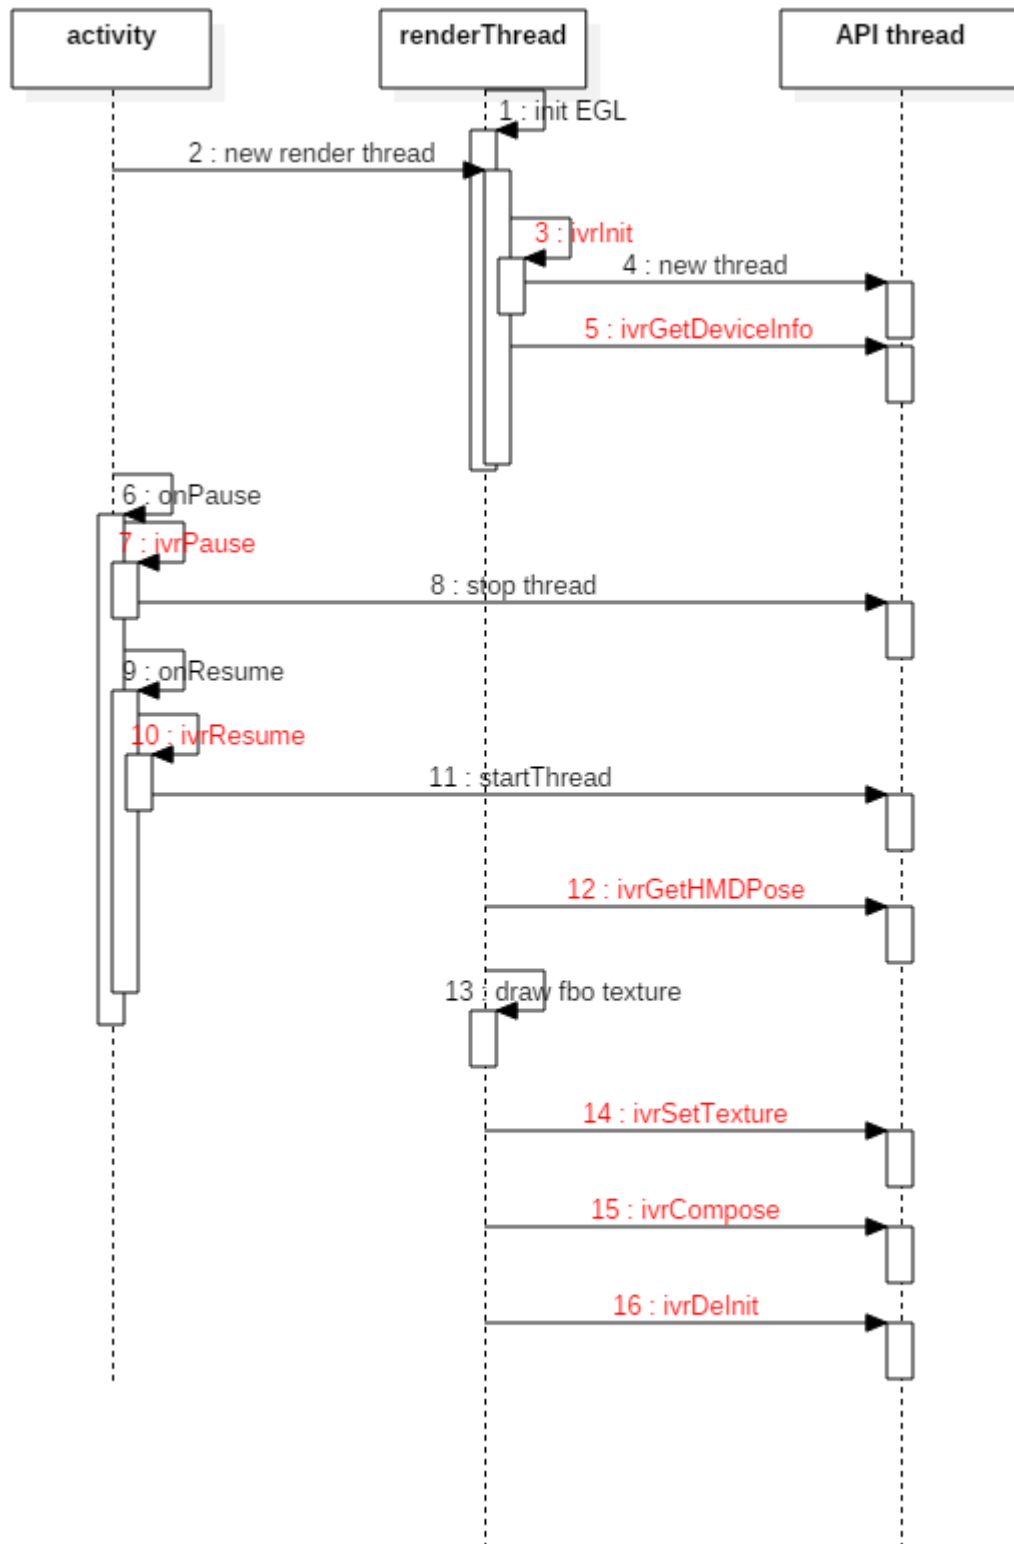 activity
renderThread
API thread
1 : init EGL
2 : new render thread
3 : ivrInit
4 : new thread
5 : ivrGetDeviceInfo
6 : onPause
7 : ivrPause
8 : stop thread
9 : onResume
10 : ivrResume
11 : startThread
12 : ivrGetHMDPose
13 : draw fbo texture
14 : ivrSetTexture
15 : ivrCompose
16 : ivrDeInit